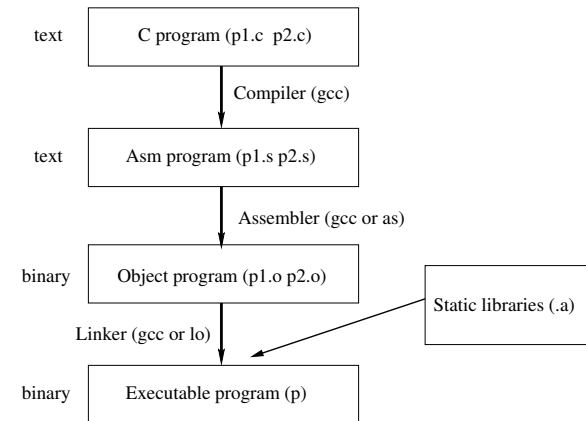 text
C program (p1.c  p2.c)
Compiler (gcc)
text
Asm program (p1.s p2.s)
Assembler (gcc or as)
binary
Object program (p1.o p2.o)
Static libraries (.a)
Linker (gcc or lo)
binary
Executable program (p)